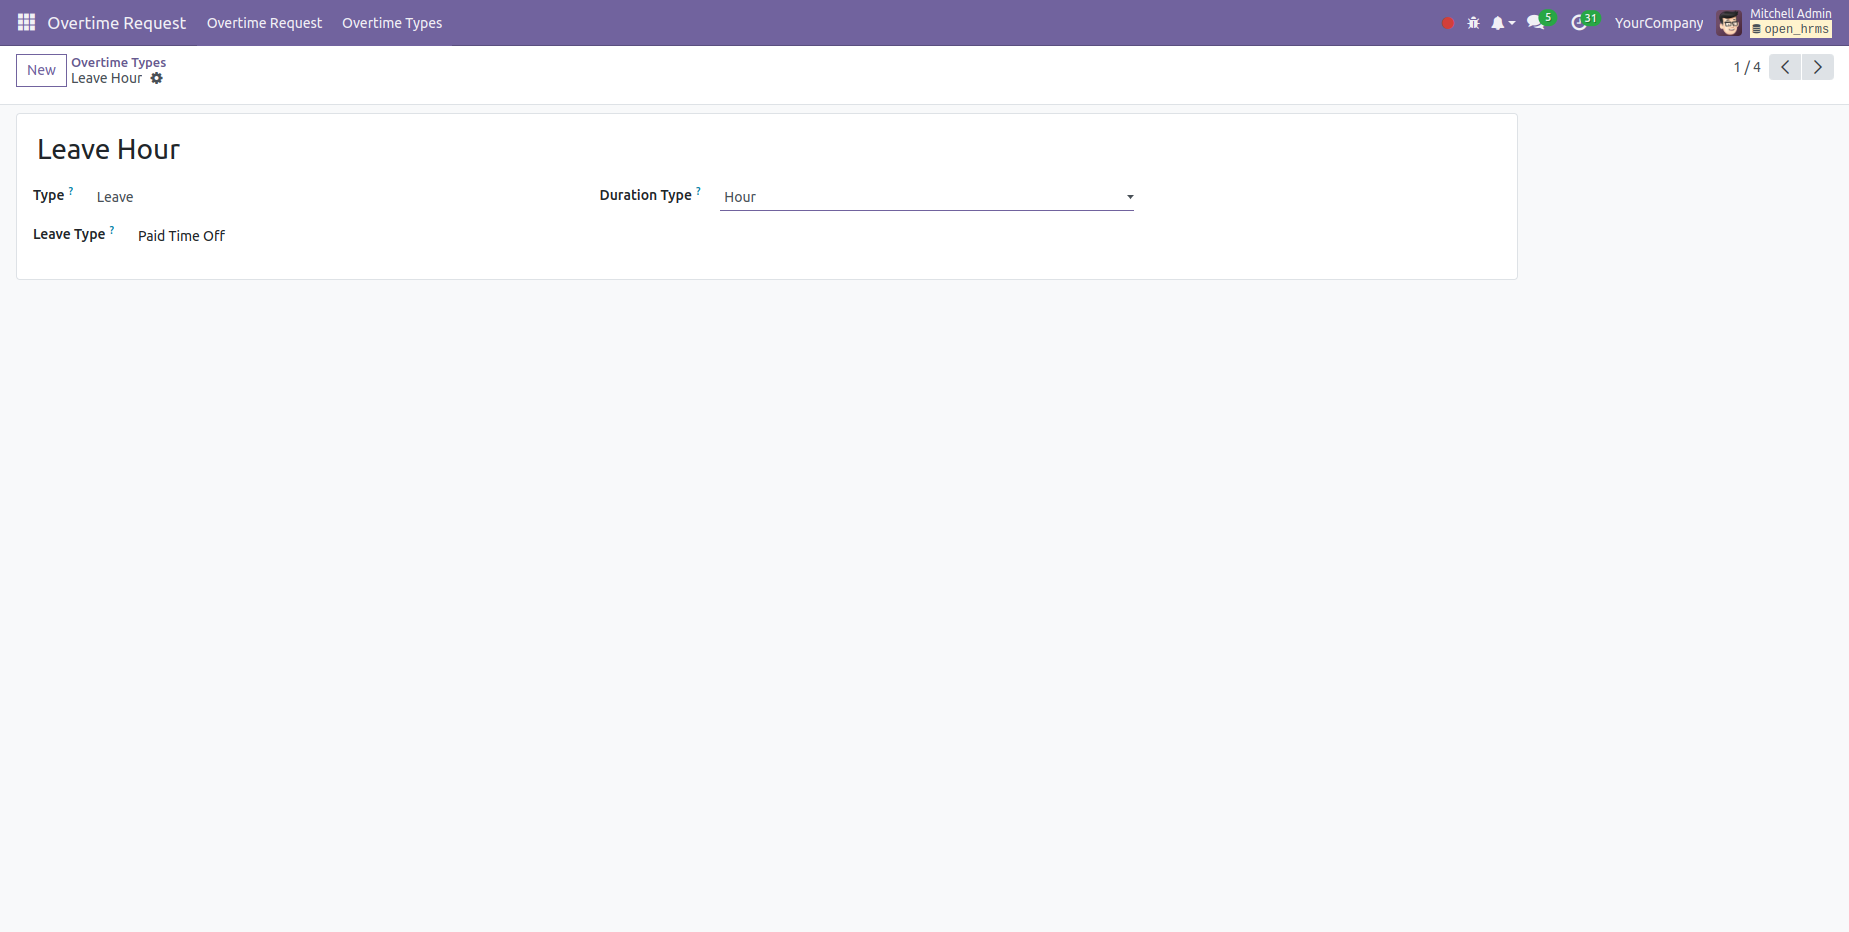 Overtime Request Overtime Request Overtime Types 5 31 YourCompany Mitchell Admin
open_hrms
New Overtime Types
Leave Hour
1 / 4
Leave Hour
Type ? Leave Duration Type ? Hour
Leave Type ? Paid Time Off